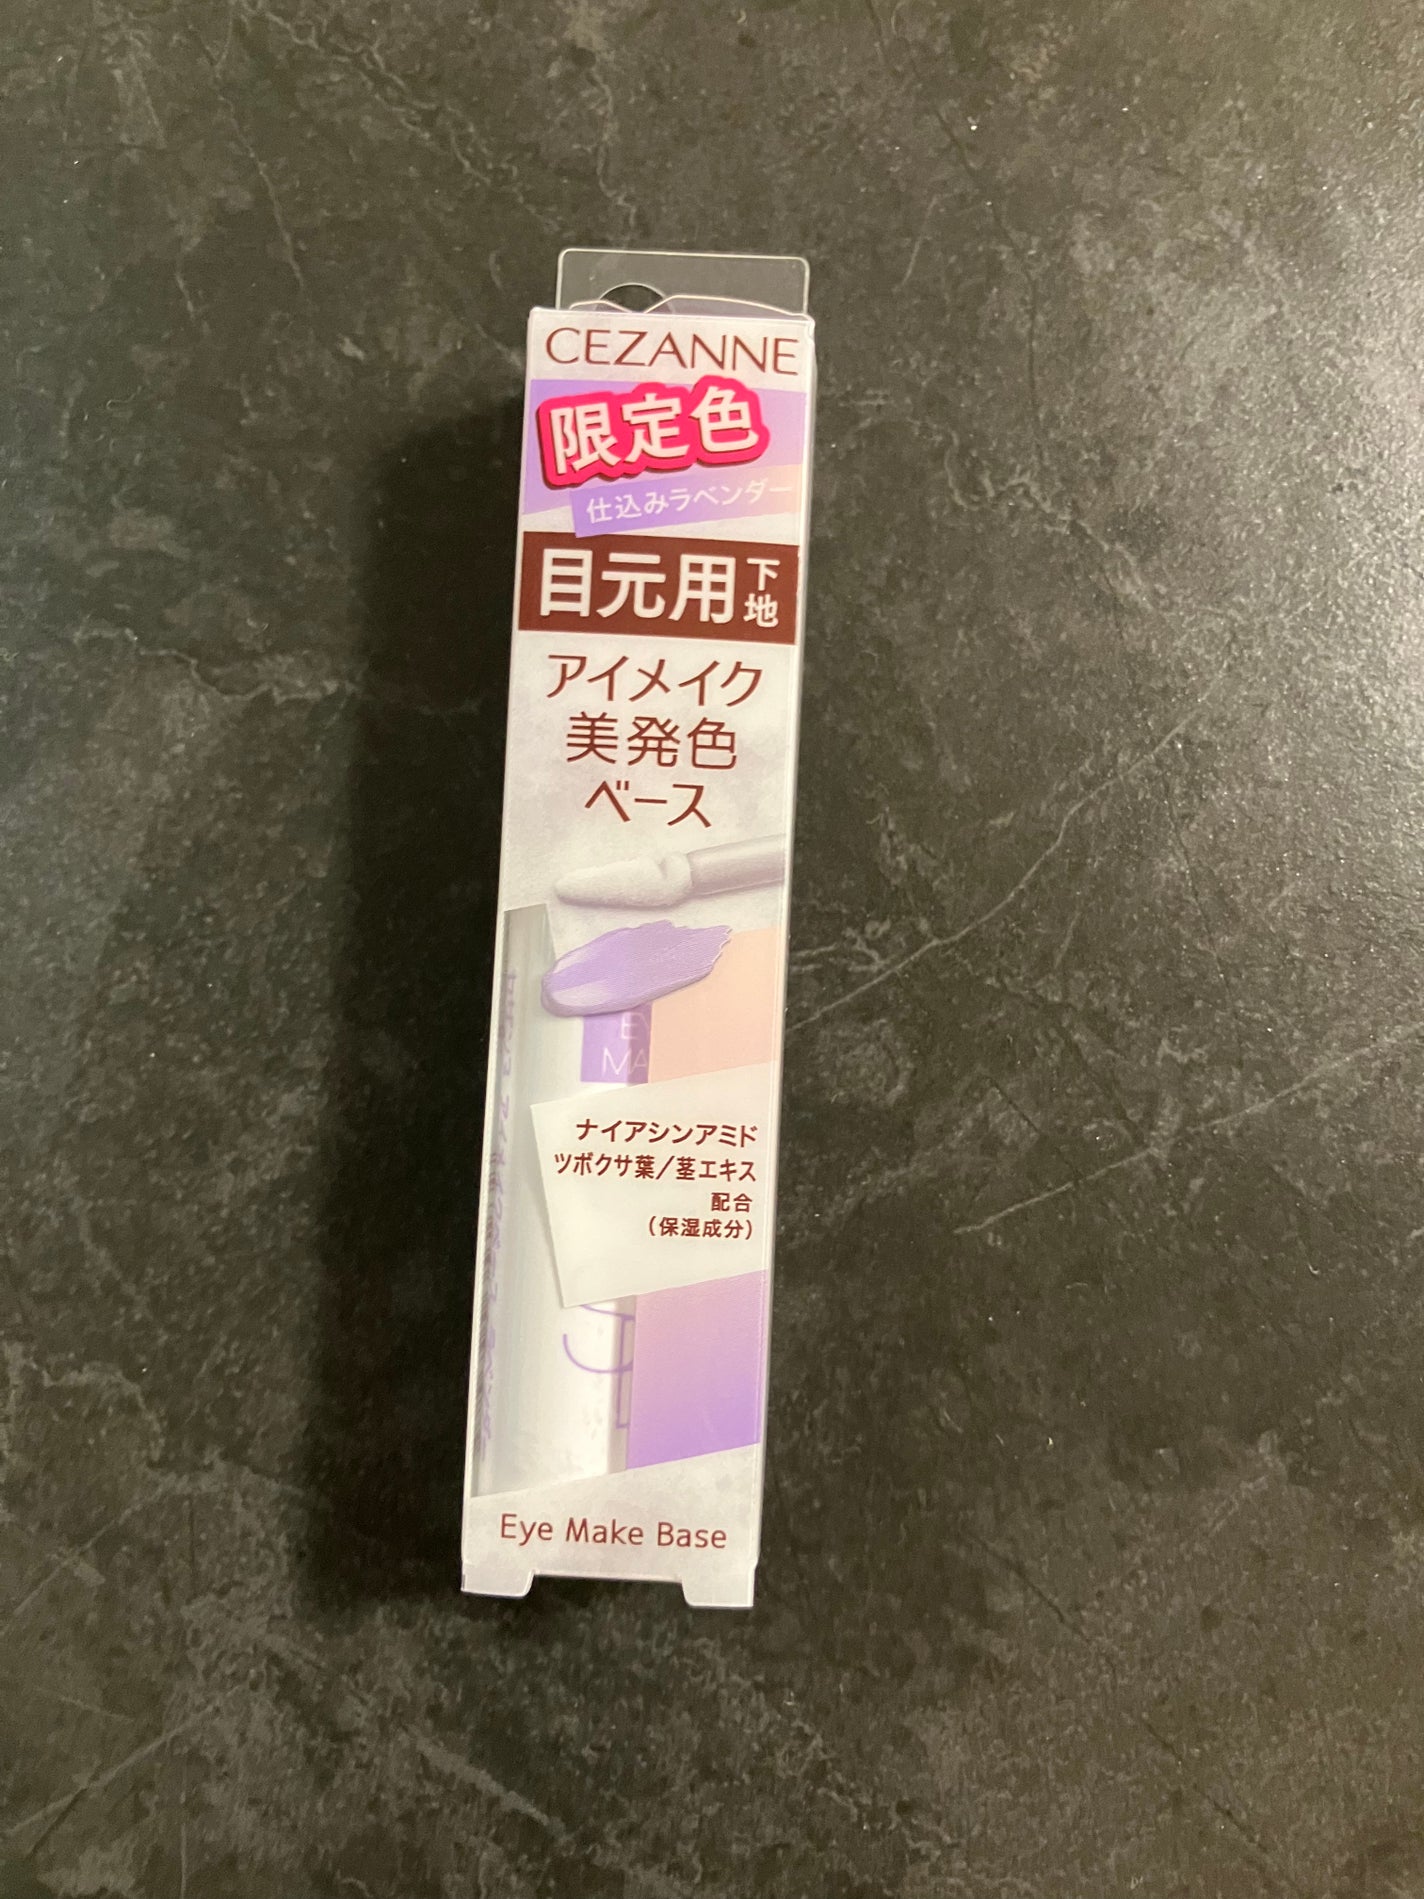 CEZANNE
限定色
仕込みラベンダー
目元用下地
アイメイク
美発色
ベース
ナイアシンアミド
ツボクサ葉/茎エキス
配合
(保湿成分)
Eye Make Base